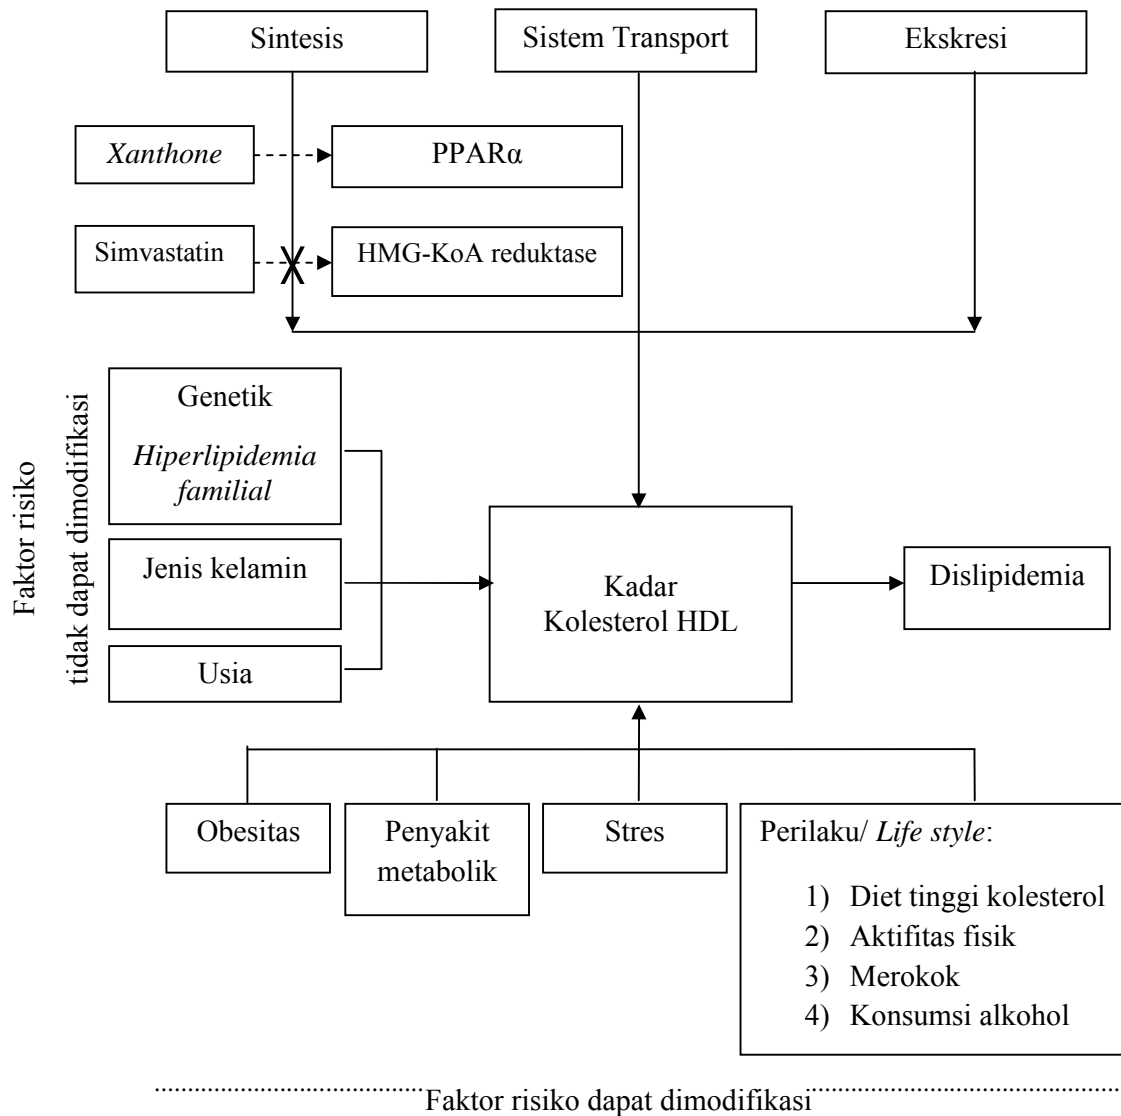 Sintesis
Sistem Transport
Ekskresi
Xanthone
PPARα
Simvastatin
HMG-KoA reduktase
X
Faktor risiko
tidak dapat dimodifikasi
Genetik
Hiperlipidemia
familial
Jenis kelamin
Usia
Kadar
Kolesterol HDL
Dislipidemia
Obesitas
Penyakit
metabolik
Stres
Perilaku/ Life style:
1) Diet tinggi kolesterol
2) Aktifitas fisik
3) Merokok
4) Konsumsi alkohol
Faktor risiko dapat dimodifikasi